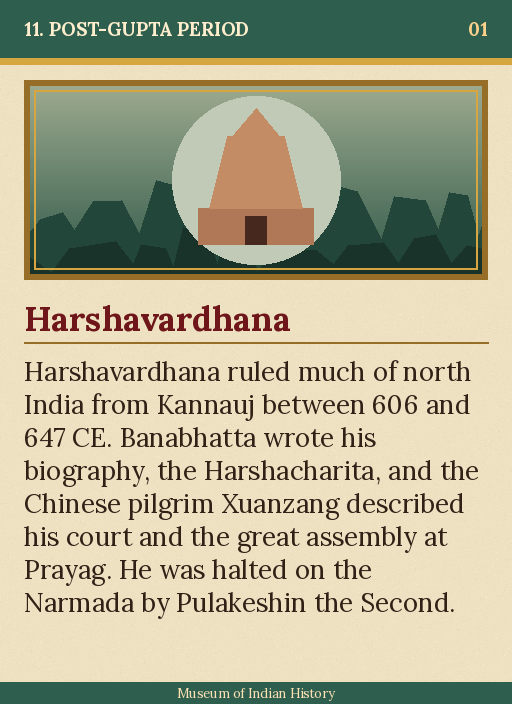 11. POST-GUPTA PERIOD 01
Harshavardhana
Harshavardhana ruled much of north
India from Kannauj between 606 and
647 CE. Banabhatta wrote his
biography, the Harshacharita, and the
Chinese pilgrim Xuanzang described
his court and the great assembly at
Prayag. He was halted on the
Narmada by Pulakeshin the Second.
Museum of Indian History